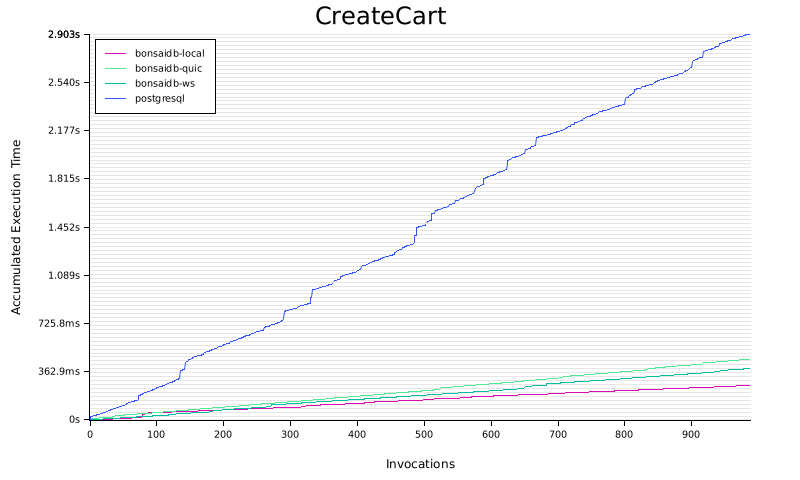 CreateCart
2.903s
2.540s
2.177s
1.815s
1.452s
1.089s
725.8ms
362.9ms
0s
Accumulated Execution Time
bonsaidb-local
bonsaidb-quic
bonsaidb-ws
postgresql
0 100 200 300 400 500 600 700 800 900
Invocations